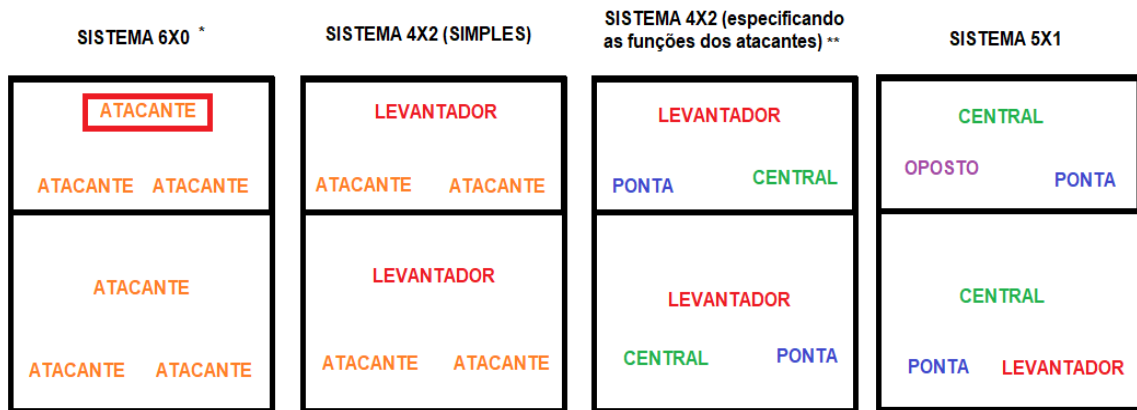 SISTEMA 6X0 *
ATACANTE
ATACANTE ATACANTE
ATACANTE
ATACANTE ATACANTE
SISTEMA 4X2 (SIMPLES)
LEVANTADOR
ATACANTE ATACANTE
LEVANTADOR
ATACANTE ATACANTE
SISTEMA 4X2 (especificando
as funções dos atacantes) **
LEVANTADOR
PONTA CENTRAL
LEVANTADOR
CENTRAL PONTA
SISTEMA 5X1
CENTRAL
OPOSTO PONTA
CENTRAL
PONTA LEVANTADOR